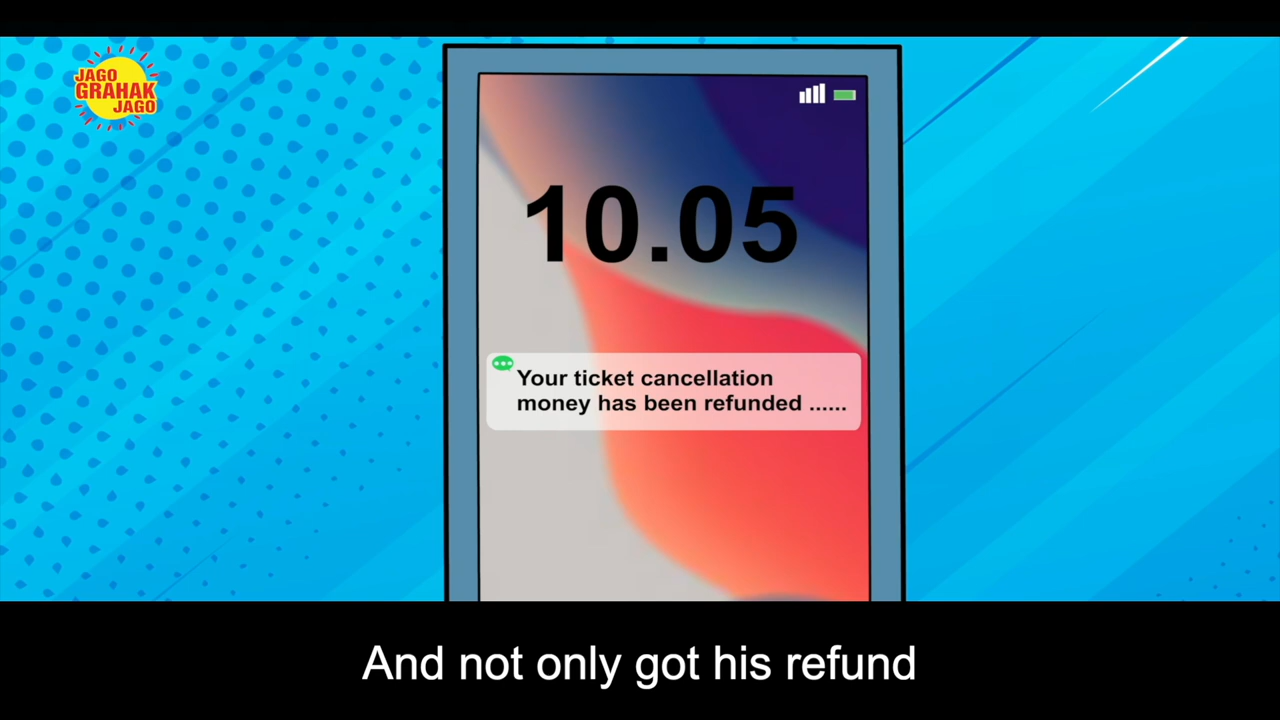 JAGO
GRAHAK
JAGO
10.05
Your ticket cancellation
money has been refunded ......
And not only got his refund